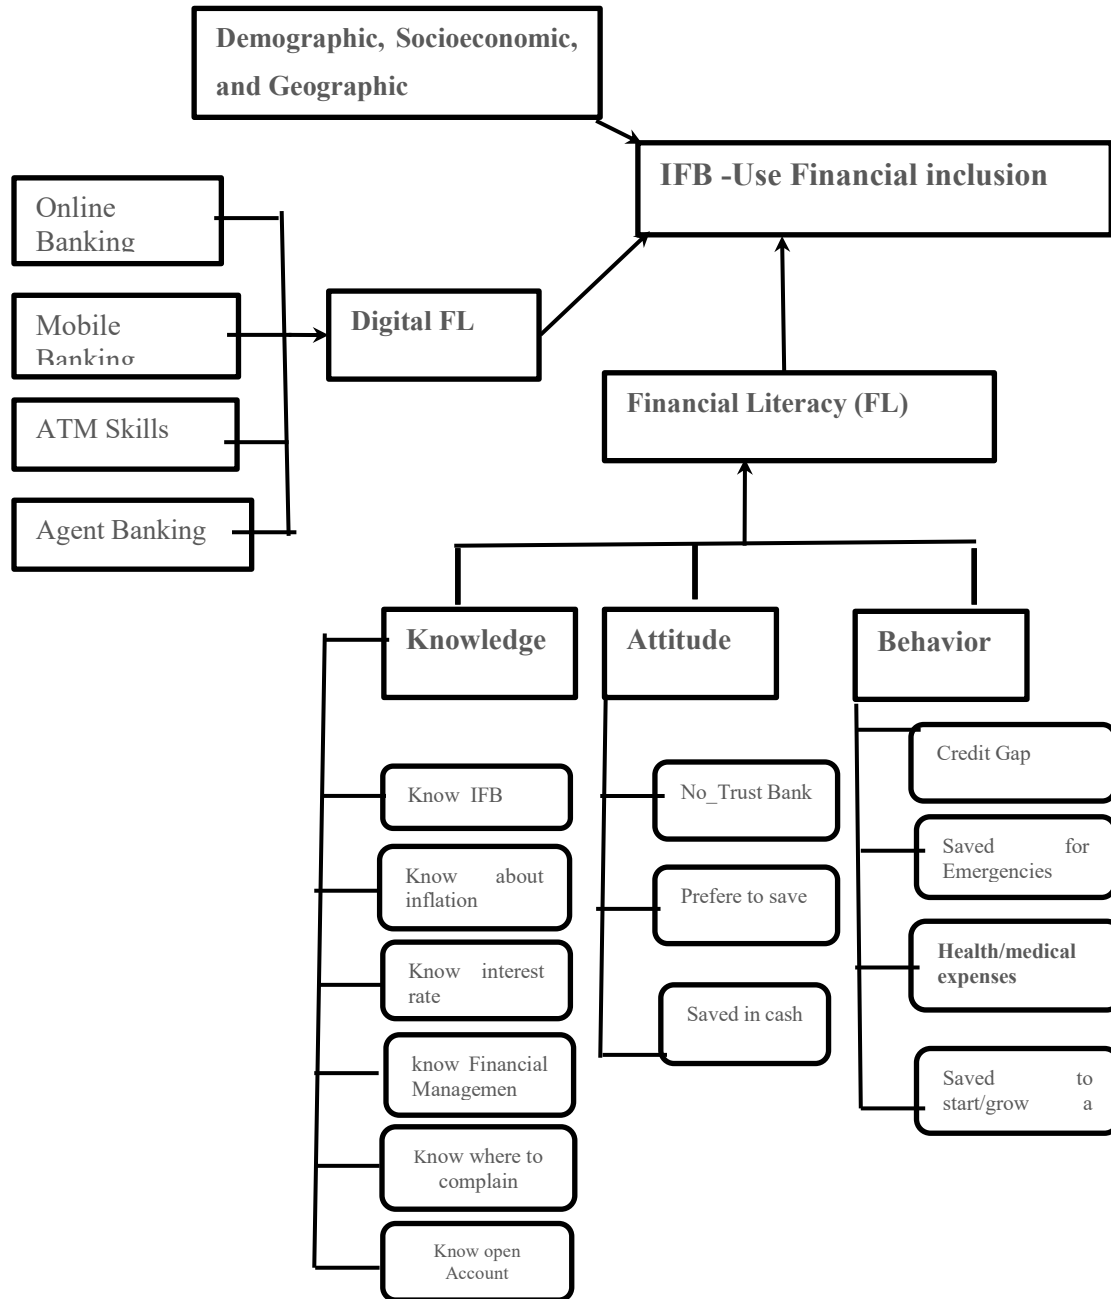 Demographic, Socioeconomic,
and Geographic
IFB -Use Financial inclusion
Online
Banking
Mobile
Banking
ATM Skills
Agent Banking
Digital FL
Financial Literacy (FL)
Knowledge
Attitude
Behavior
Know IFB
Know about
inflation
Know interest
rate
know Financial
Managemen
Know where to
complain
Know open
Account
No_Trust Bank
Prefere to save
Saved in cash
Credit Gap
Saved for
Emergencies
Health/medical
expenses
Saved to
start/grow a